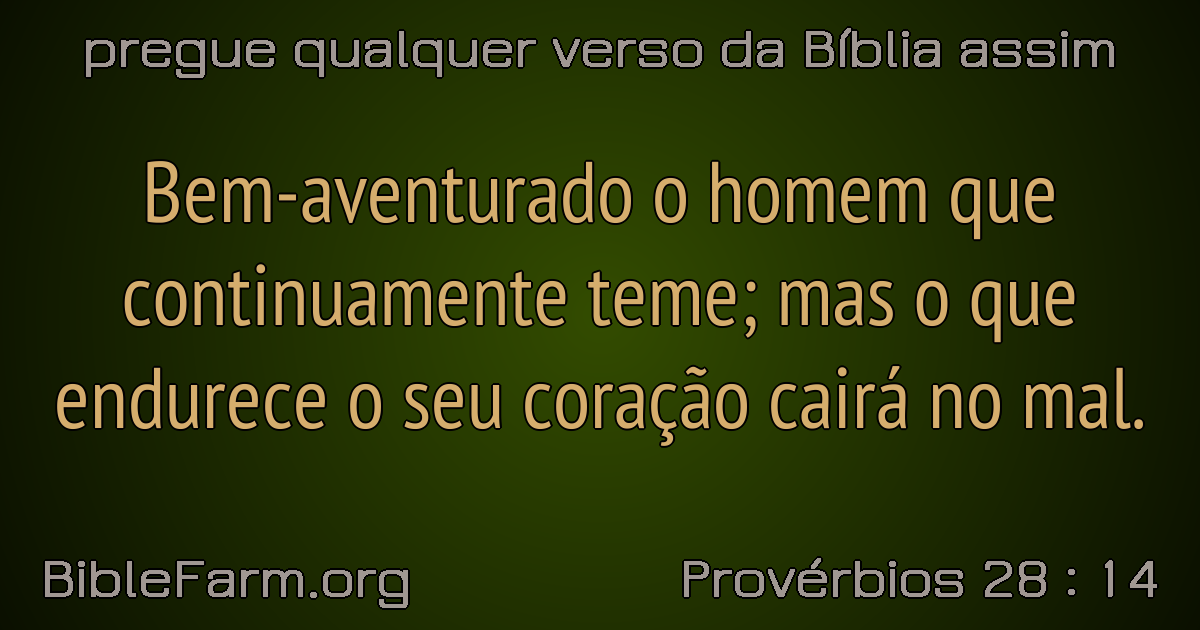 pregue qualquer verso da Bíblia assim
Bem-aventurado o homem que
continuamente teme; mas o que
endurece o seu coração cairá no mal.
BibleFarm.org
Provérbios 28 : 14